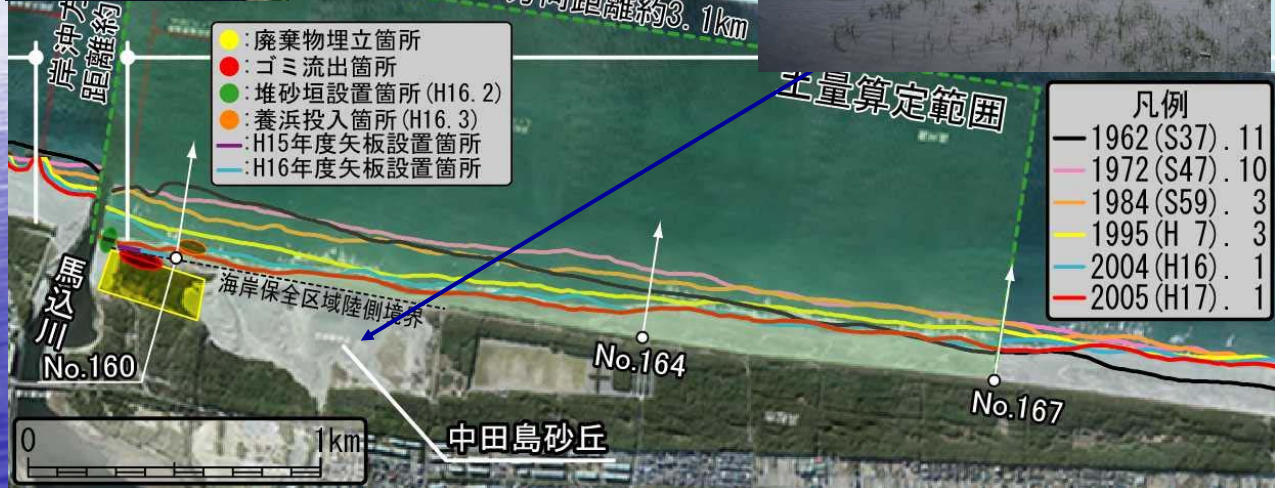 方向距離約3.1km
岸沖方
距離約
:廃棄物埋立箇所
:ゴミ流出箇所
:堆砂垣設置箇所(H16.2)
:養浜投入箇所(H16.3)
:H15年度矢板設置箇所
:H16年度矢板設置箇所
土量算定範囲
凡例
1962(S37).11
1972(S47).10
1984(S59). 3
1995(H 7). 3
2004(H16). 1
2005(H17). 1
馬込川
海岸保全区域陸側境界
No.160
No.164
No.167
中田島砂丘
0
1km